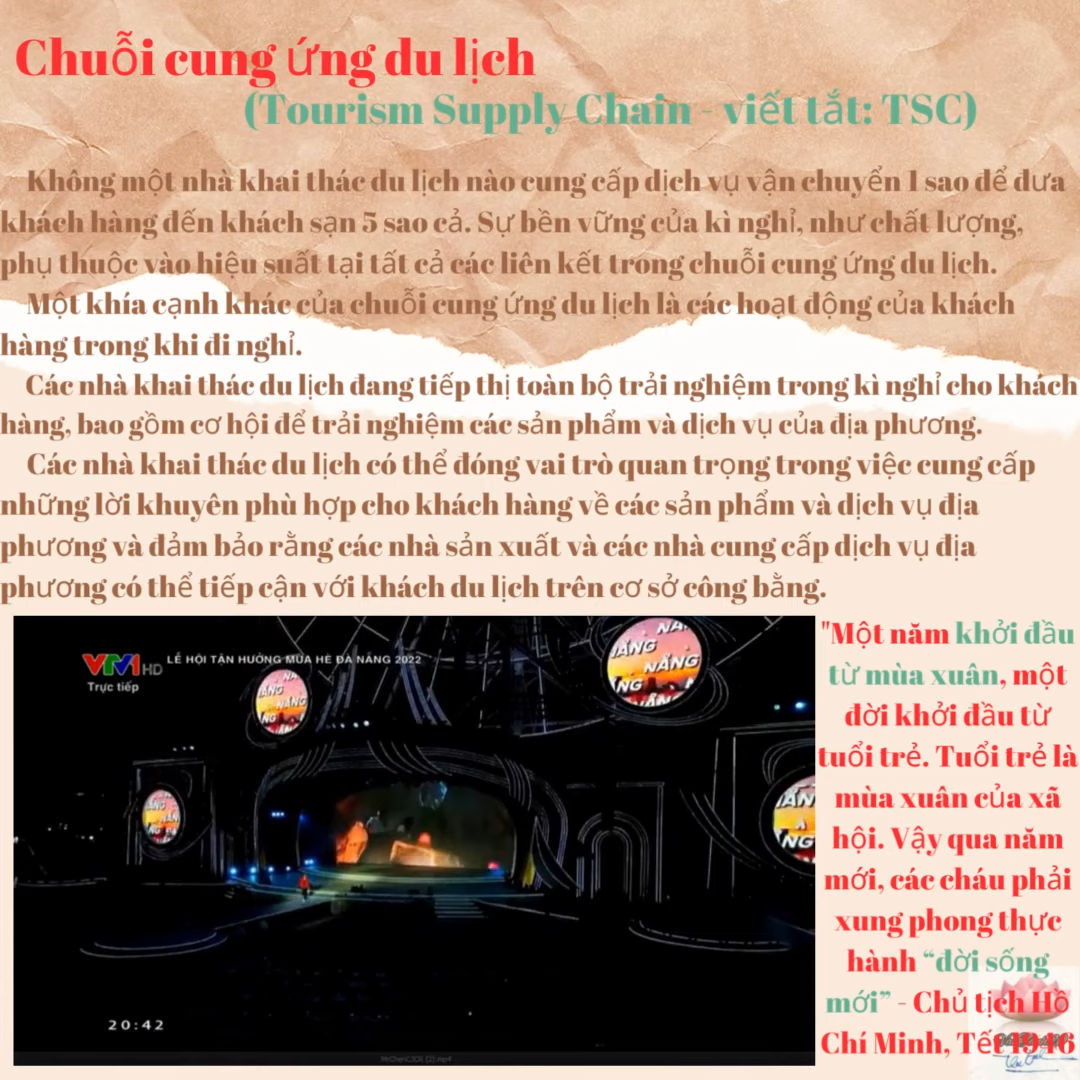 Chuỗi cung ứng du lịch
(Tourism Supply Chain - viết tắt: TSC)
Không một nhà khai thác du lịch nào cung cấp dịch vụ vận chuyển 1 sao để đưa
khách hàng đến khách sạn 5 sao cả. Sự bền vững của kì nghỉ, như chất lượng,
phụ thuộc vào hiệu suất tại tất cả các liên kết trong chuỗi cung ứng du lịch.
Một khía cạnh khác của chuỗi cung ứng du lịch là các hoạt động của khách
hàng trong khi đi nghỉ.
Các nhà khai thác du lịch đang tiếp thị toàn bộ trải nghiệm trong kì nghỉ cho khách
hàng, bao gồm cơ hội để trải nghiệm các sản phẩm và dịch vụ của địa phương.
Các nhà khai thác du lịch có thể đóng vai trò quan trọng trong việc cung cấp
những lời khuyên phù hợp cho khách hàng về các sản phẩm và dịch vụ địa
phương và đảm bảo rằng các nhà sản xuất và các nhà cung cấp dịch vụ địa
phương có thể tiếp cận với khách du lịch trên cơ sở công bằng.
VTV1 HD LỄ HỘI TẬN HƯỞNG MÙA HÈ ĐÀ NẴNG 2022
Trực tiếp
NẴNG
20:42
"Một năm khởi đầu
từ mùa xuân, một
đời khởi đầu từ
tuổi trẻ. Tuổi trẻ là
mùa xuân của xã
hội. Vậy qua năm
mới, các cháu phải
xung phong thực
hành “đời sống
mới” - Chủ tịch Hồ
Chí Minh, Tết 1946